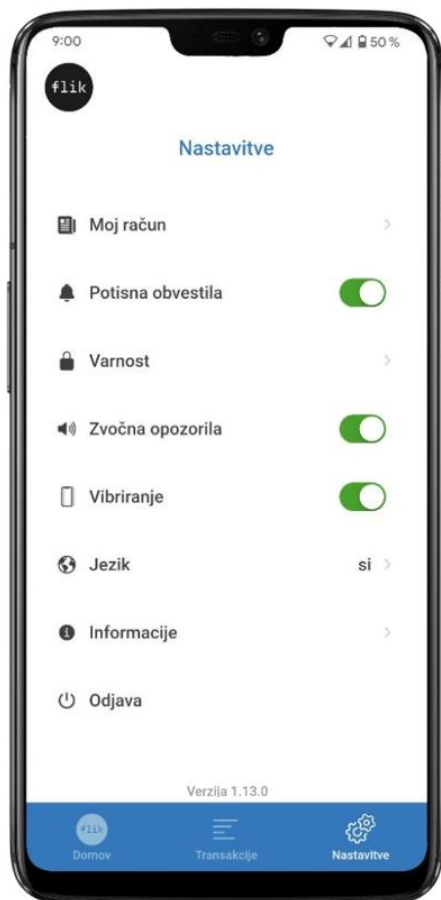 9:00
50%
flik
Nastavitve
Moj račun
Potisna obvestila
Varnost
Zvočna opozorila
Vibriranje
Jezik si
Informacije
Odjava
Verzija 1.13.0
flik
Domov
Transakcije
Nastavitve